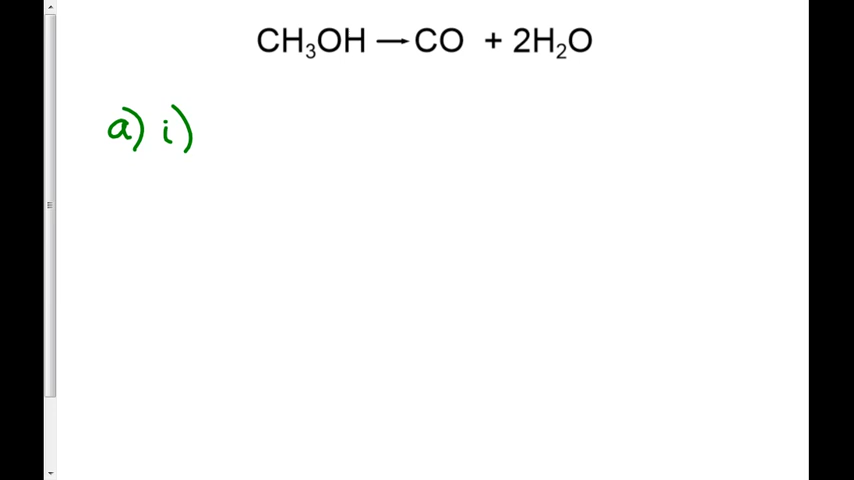 CH₃OH → CO + 2H₂O
a) i)